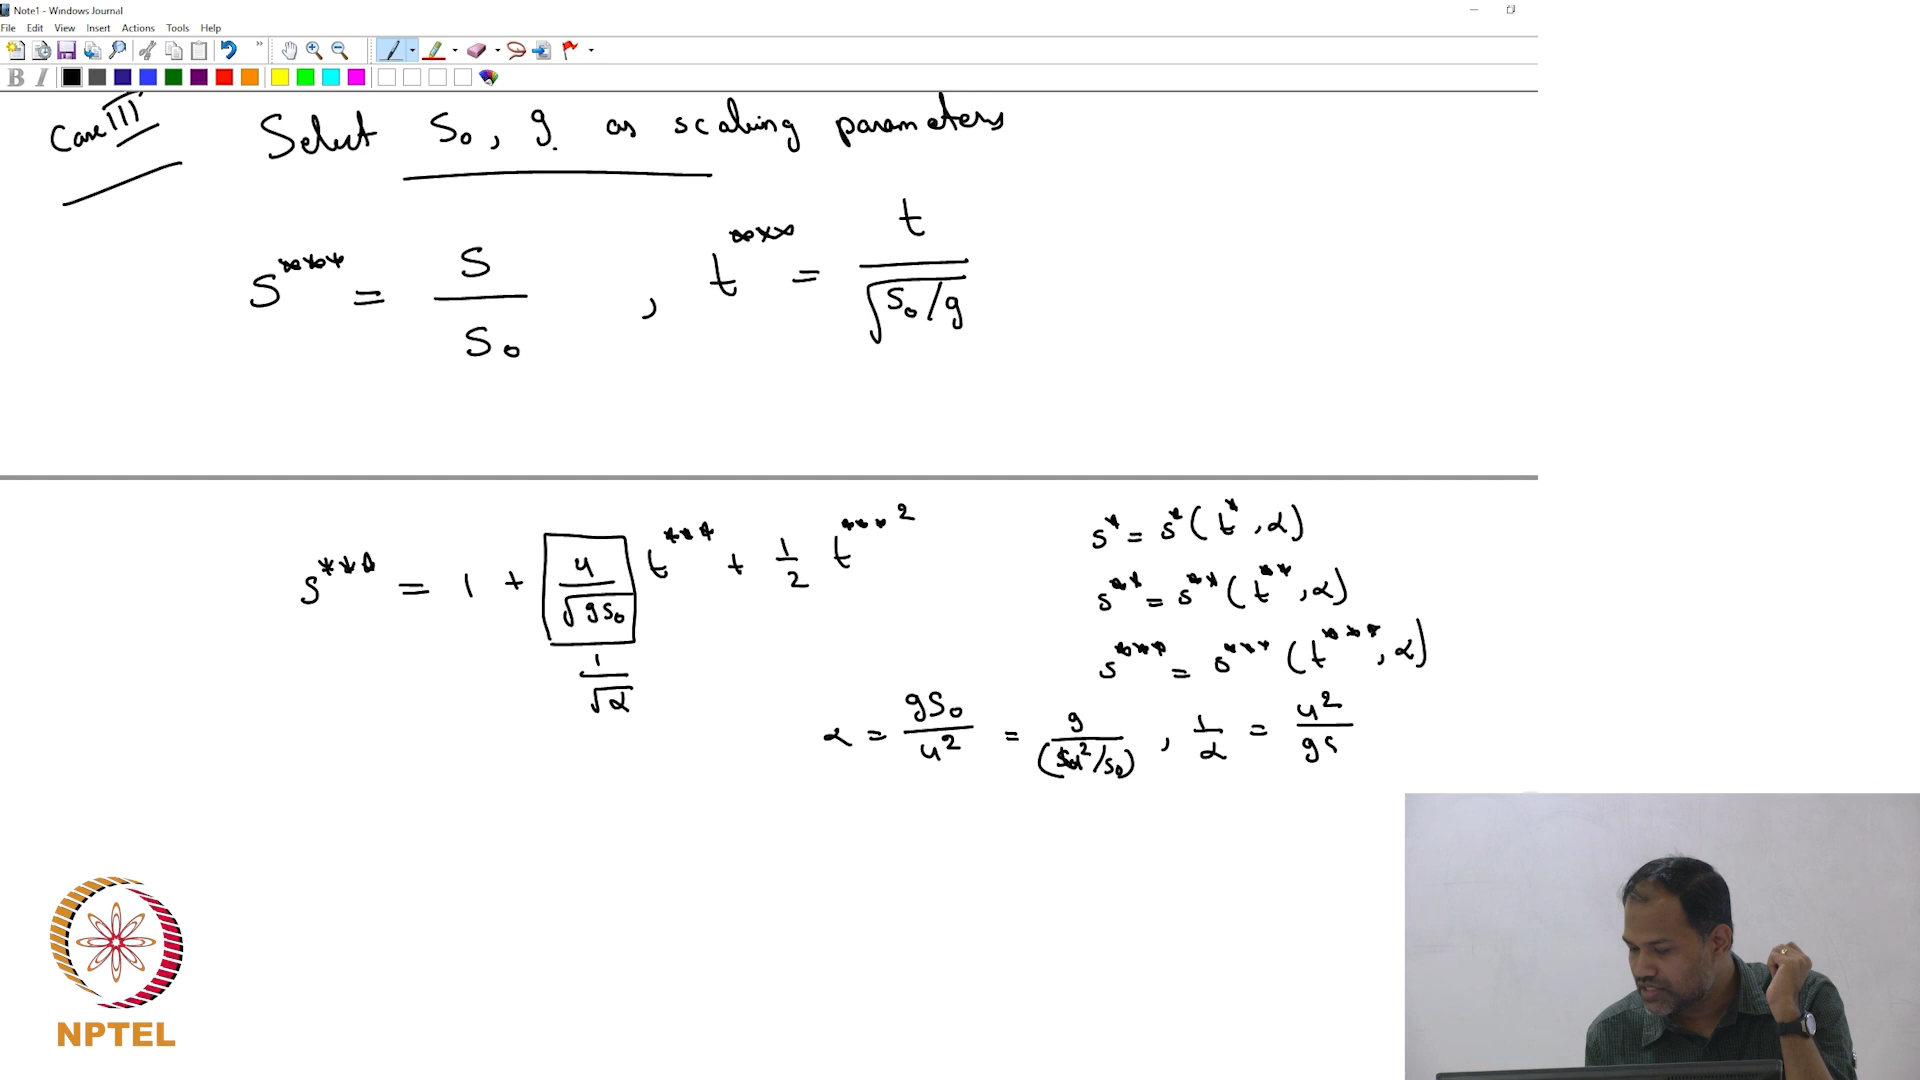 Note1 - Windows Journal
File Edit View Insert Actions Tools Help
B I
Case III
Select S₀, g as scaling parameters
S*** = S / S₀ , t*** = t / √(S₀/g)
s*** = 1 + u/√(gs₀) t*** + 1/2 t***²
1/√α
s* = s*(t*, α)
s** = s**(t**, α)
s*** = s***(t***, α)
α = gS₀/u² = g/(u²/s₀) , 1/α = u²/gs
NPTEL